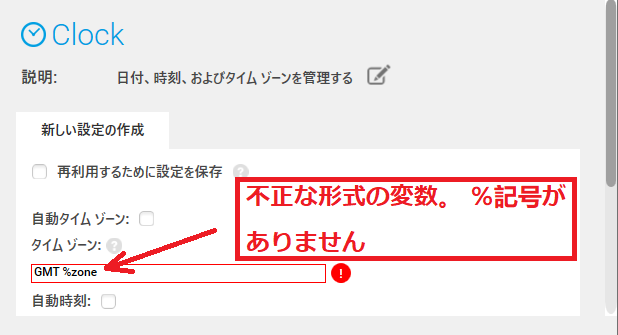 Clock
説明: 日付、時刻、およびタイム ゾーンを管理する
新しい設定の作成
再利用するために設定を保存 ?
不正な形式の変数。 %記号が
ありません
自動タイム ゾーン:
タイム ゾーン: ?
GMT %zone !
自動時刻: